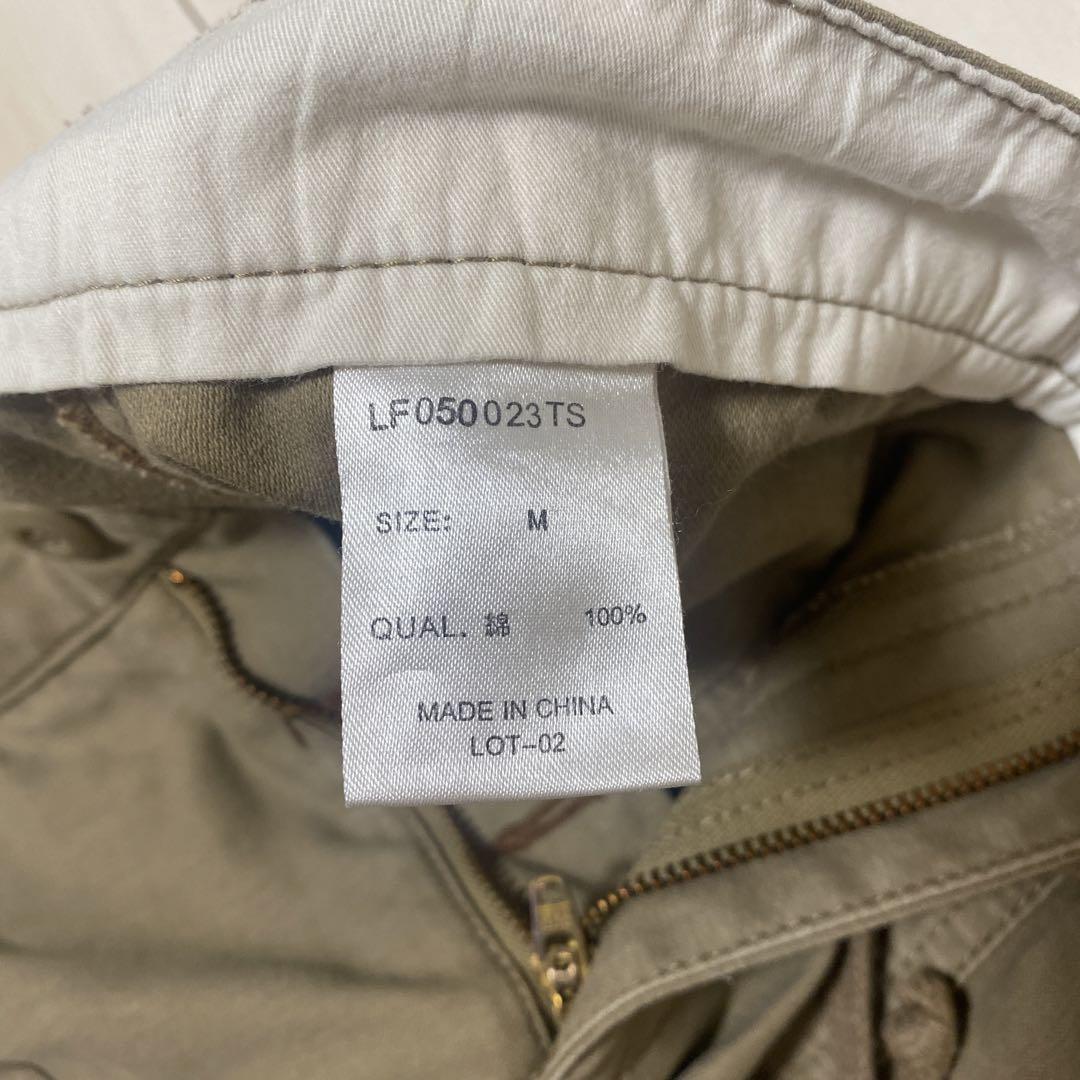 LF050023TS
SIZE: M
QUAL. 綿 100%
MADE IN CHINA
LOT-02